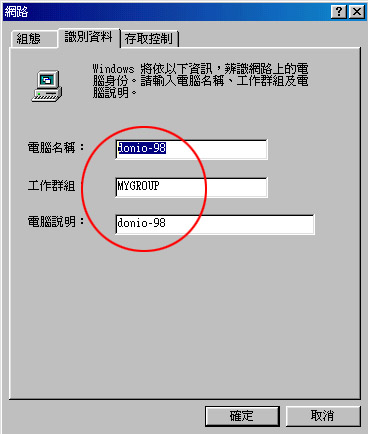 網路
組態 識別資料 存取控制
Windows 將依以下資訊，辨識網路上的電
腦身份。請輸入電腦名稱、工作群組及電
腦說明。
電腦名稱： donio-98
工作群組 MYGROUP
電腦說明： donio-98
確定 取消